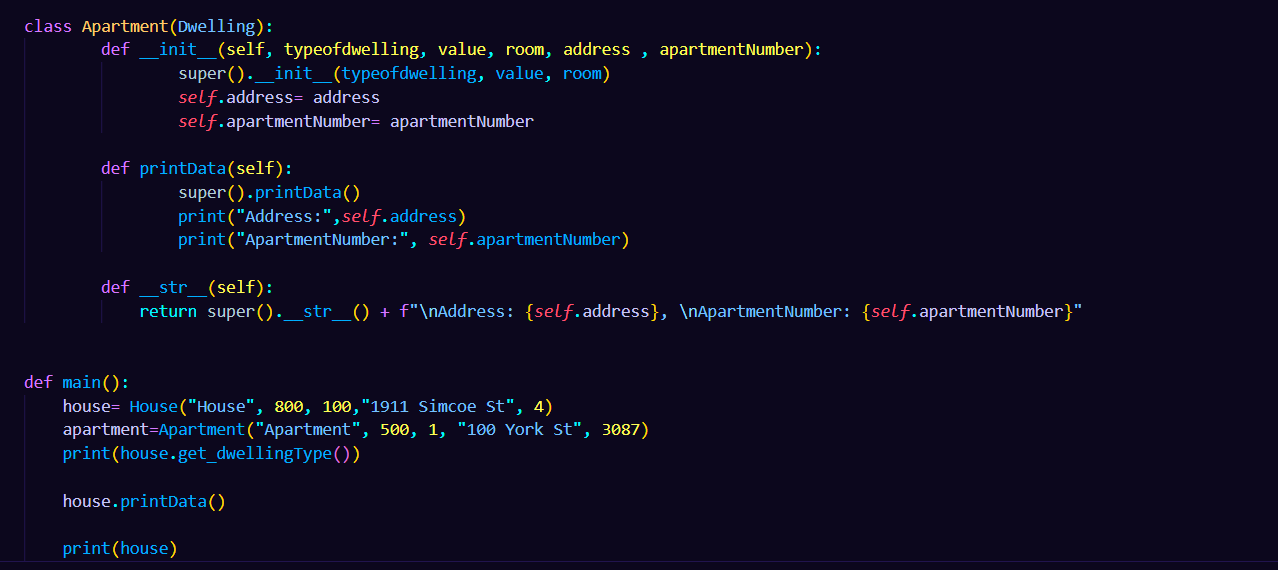 class Apartment(Dwelling):
        def __init__(self, typeofdwelling, value, room, address , apartmentNumber):
                super().__init__(typeofdwelling, value, room)
                self.address= address
                self.apartmentNumber= apartmentNumber

        def printData(self):
                super().printData()
                print("Address:",self.address)
                print("ApartmentNumber:", self.apartmentNumber)

        def __str__(self):
            return super().__str__() + f"\nAddress: {self.address}, \nApartmentNumber: {self.apartmentNumber}"


def main():
    house= House("House", 800, 100,"1911 Simcoe St", 4)
    apartment=Apartment("Apartment", 500, 1, "100 York St", 3087)
    print(house.get_dwellingType())

    house.printData()

    print(house)